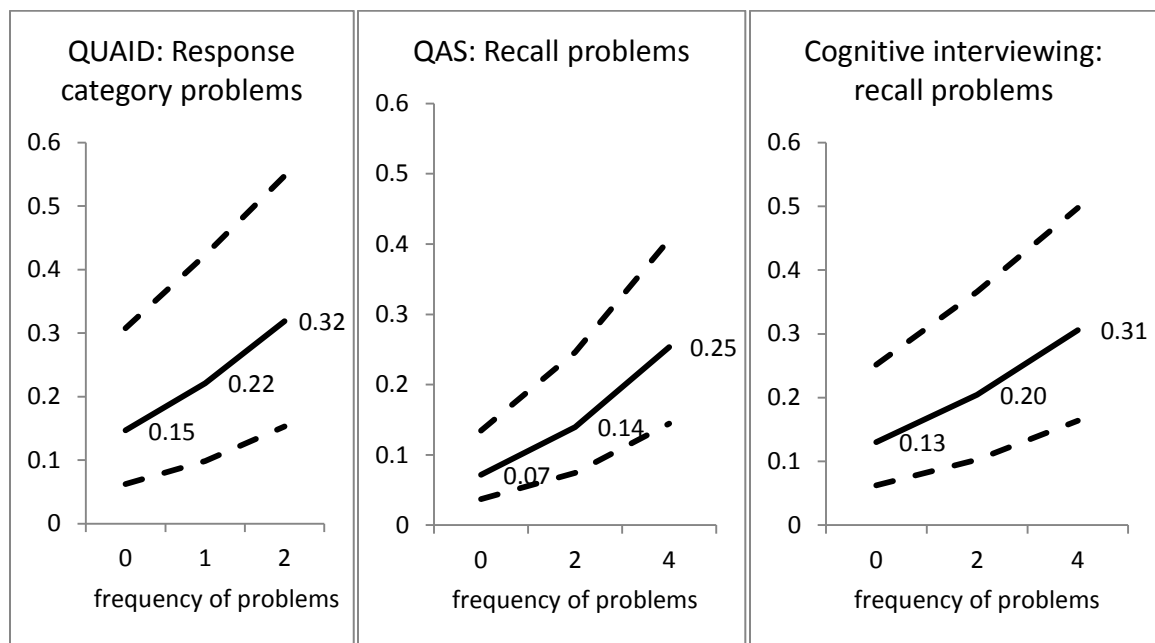 QUAID: Response
category problems
0.6
0.5
0.4
0.3
0.2
0.1
0
0.32
0.22
0.15
0 1 2
frequency of problems
QAS: Recall problems
0.6
0.5
0.4
0.3
0.2
0.1
0
0.25
0.14
0.07
0 2 4
frequency of problems
Cognitive interviewing:
recall problems
0.6
0.5
0.4
0.3
0.2
0.1
0
0.31
0.20
0.13
0 2 4
frequency of problems